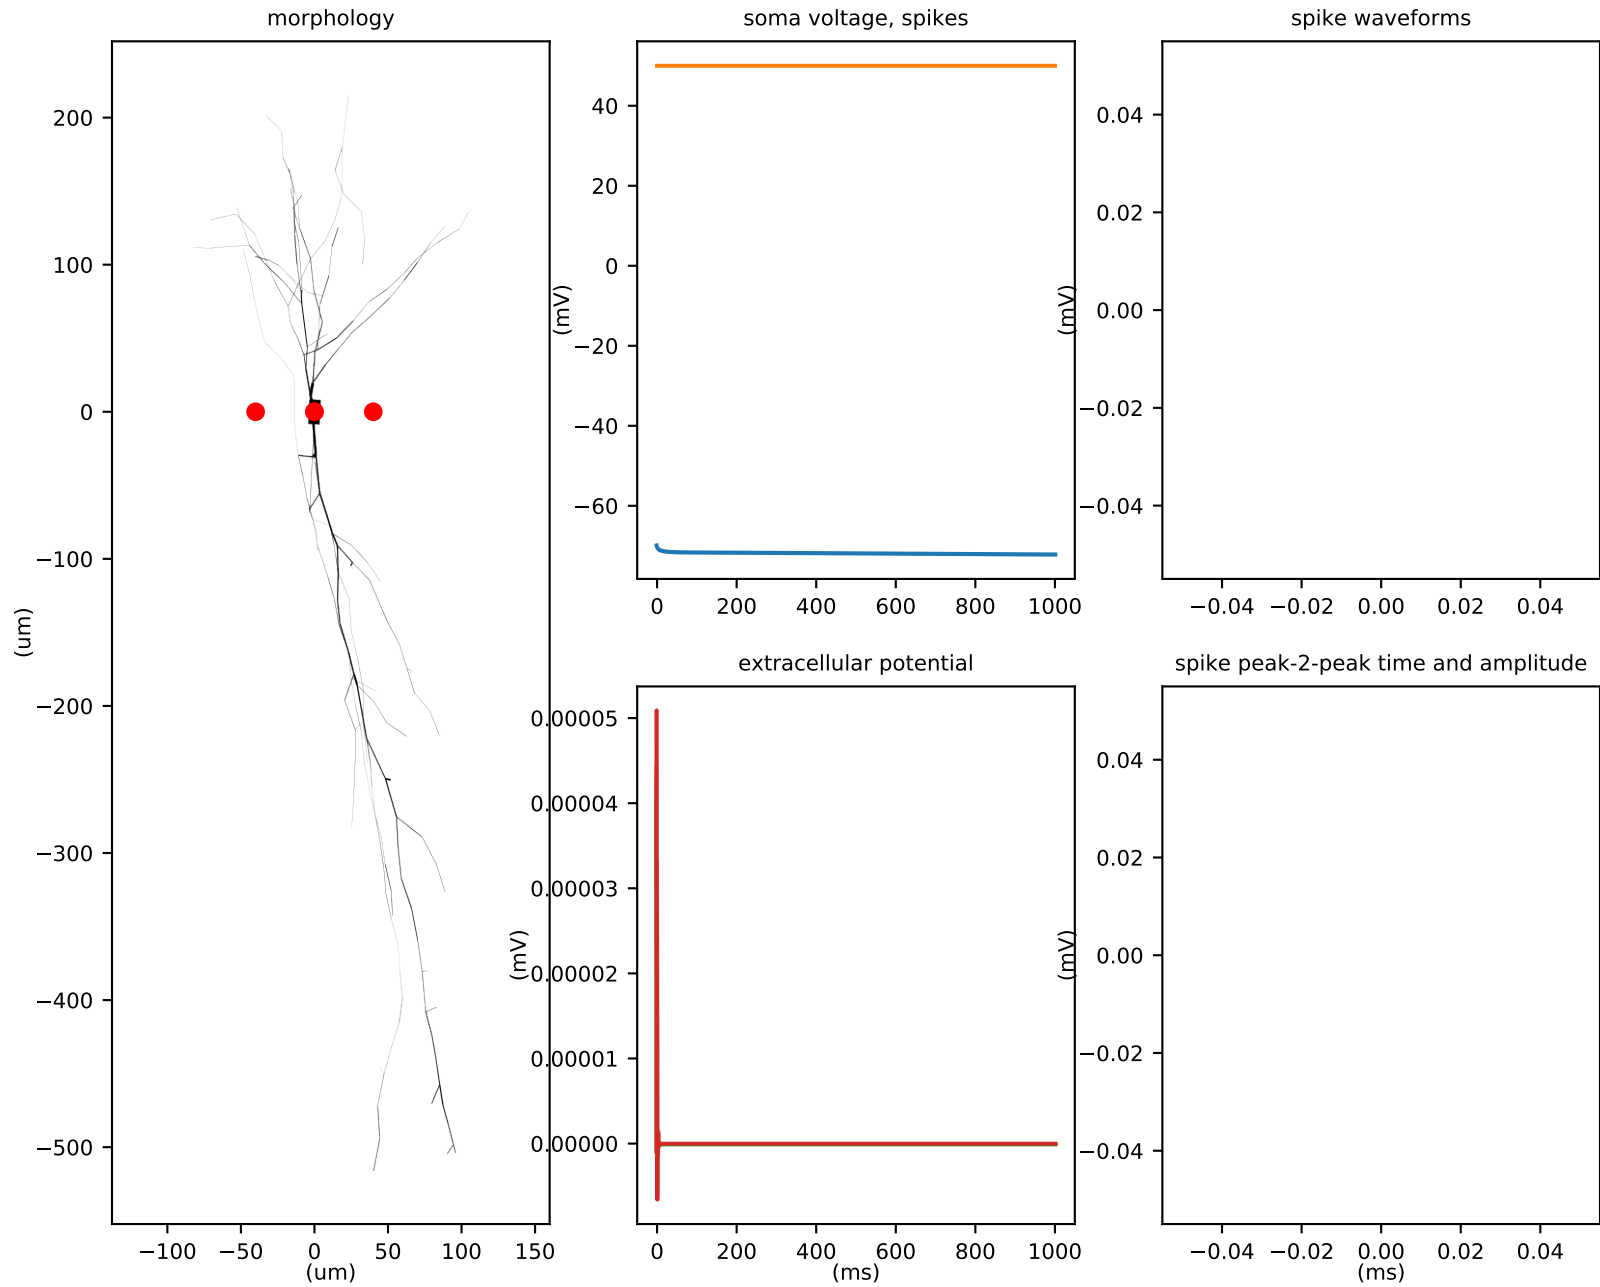 morphology
200
100
0
−100
−200
−300
−400
−500
(um)
−100 −50 0 50 100 150
(um)
soma voltage, spikes
40
20
0
−20
−40
−60
(mV)
0 200 400 600 800 1000
spike waveforms
0.04
0.02
0.00
−0.02
−0.04
(mV)
−0.04 −0.02 0.00 0.02 0.04
extracellular potential
0.00005
0.00004
0.00003
0.00002
0.00001
0.00000
(mV)
0 200 400 600 800 1000
(ms)
spike peak-2-peak time and amplitude
0.04
0.02
0.00
−0.02
−0.04
(mV)
−0.04 −0.02 0.00 0.02 0.04
(ms)